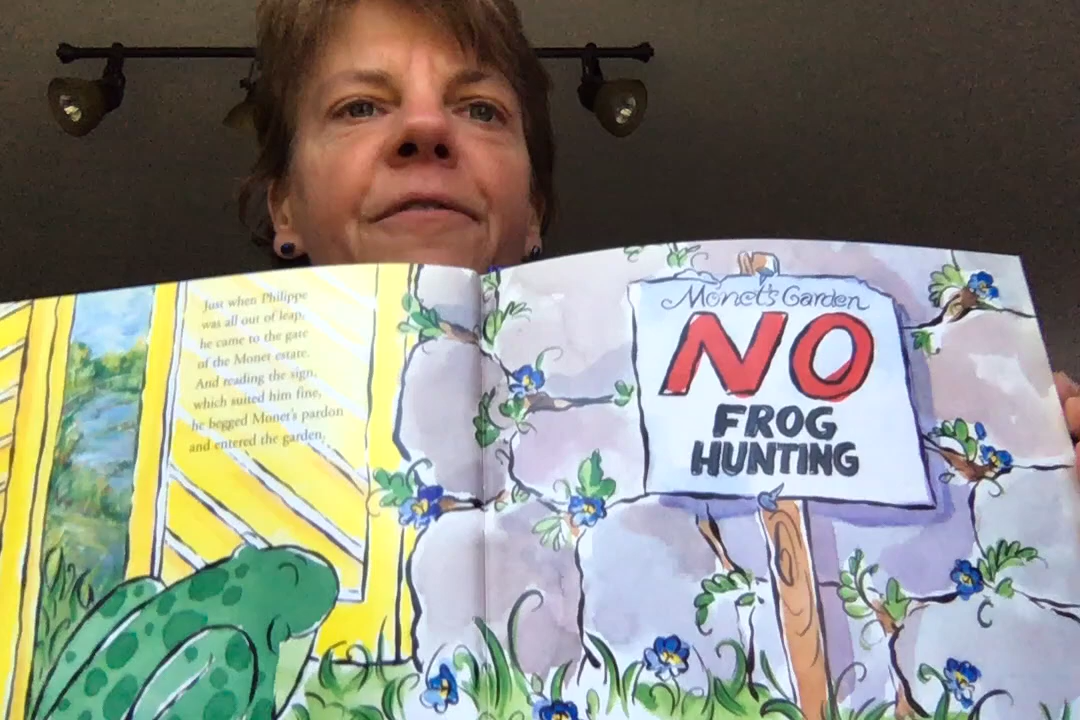 Just when Philippe
was all out of leap,
he came to the gate
of the Monet estate.
And reading the sign,
which suited him fine,
he begged Monet's pardon
and entered the garden.
Monet's Garden
NO
FROG
HUNTING